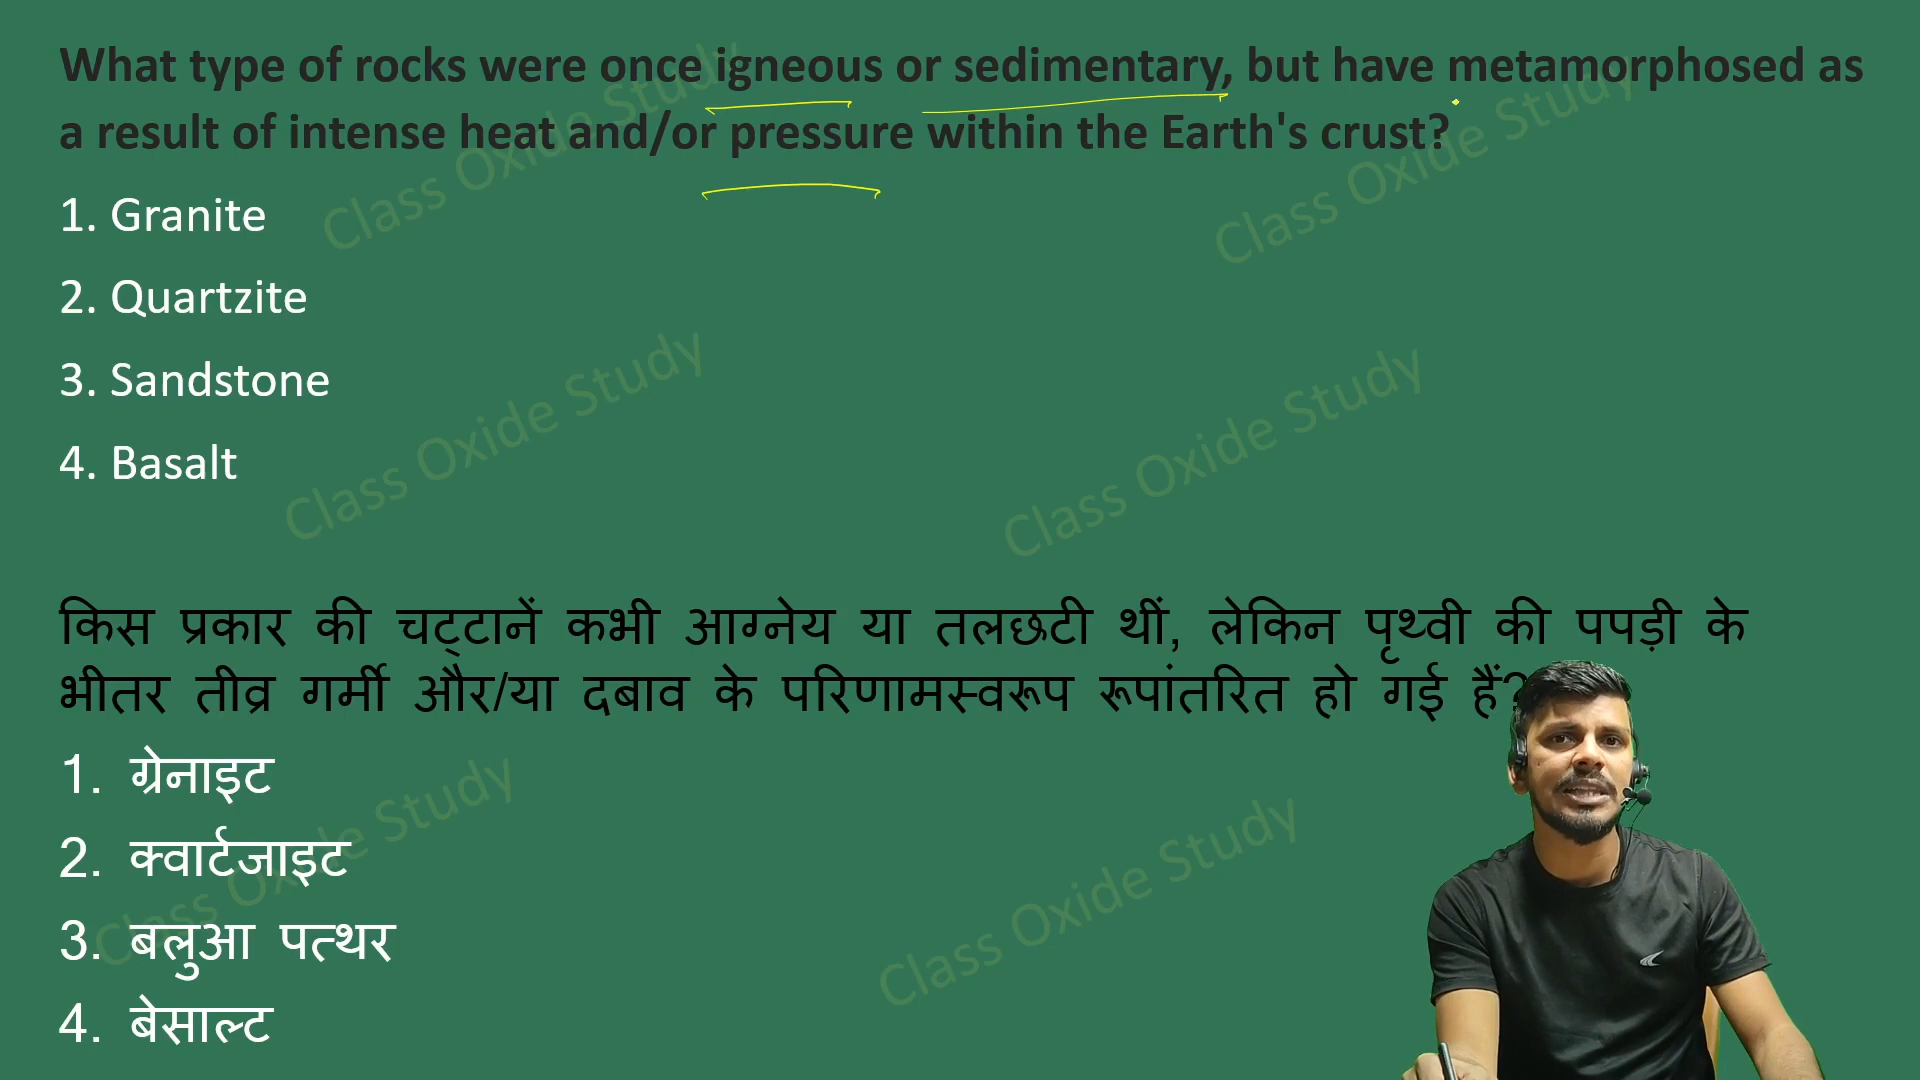 What type of rocks were once igneous or sedimentary, but have metamorphosed as
a result of intense heat and/or pressure within the Earth's crust?
1. Granite
2. Quartzite
3. Sandstone
4. Basalt
किस प्रकार की चट्टानें कभी आग्नेय या तलछटी थीं, लेकिन पृथ्वी की पपड़ी के
भीतर तीव्र गर्मी और/या दबाव के परिणामस्वरूप रूपांतरित हो गई हैं?
1. ग्रेनाइट
2. क्वार्टजाइट
3. बलुआ पत्थर
4. बेसाल्ट
Class Oxide Study
Class Oxide Study
Class Oxide Study
Class Oxide Study
Class Oxide Study
Class Oxide Study